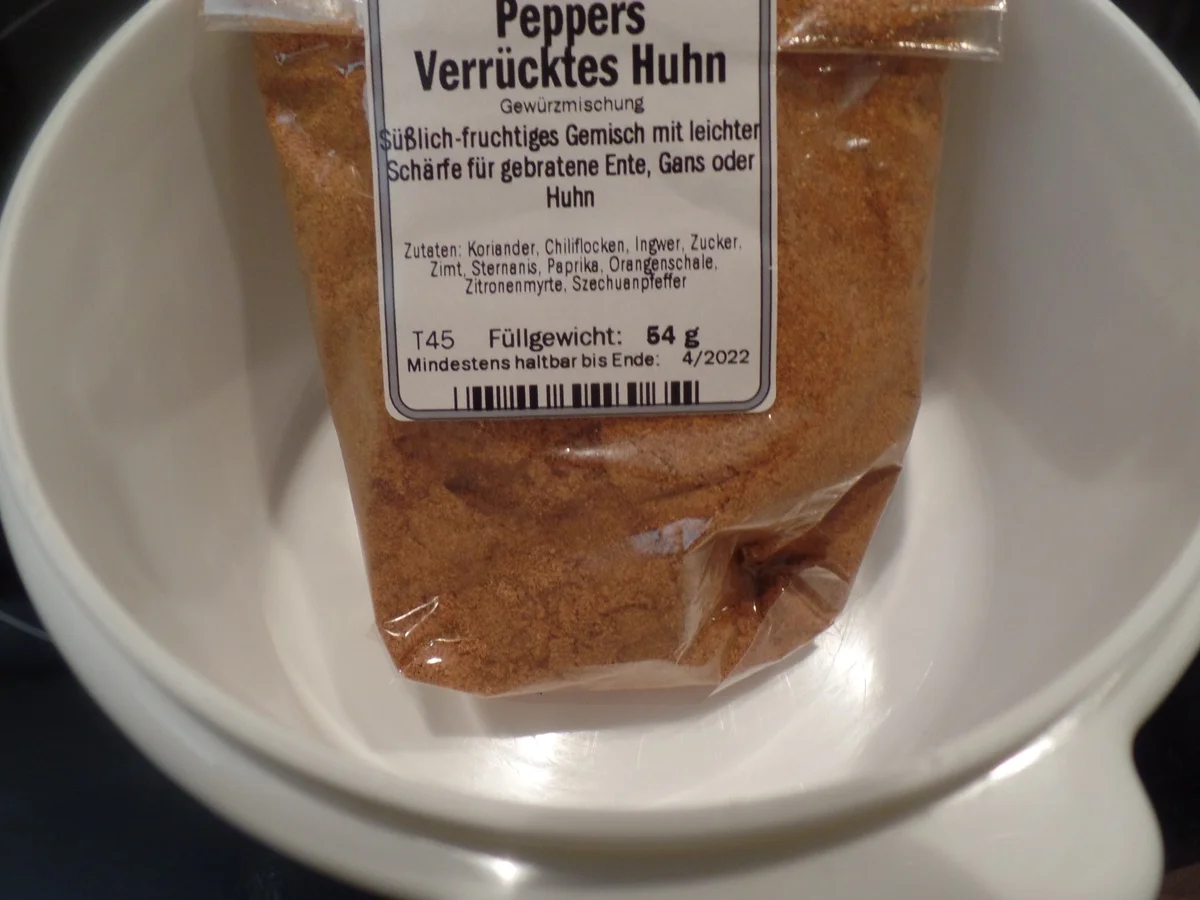 Peppers
Verrücktes Huhn
Gewürzmischung
Süßlich-fruchtiges Gemisch mit leichter
Schärfe für gebratene Ente, Gans oder
Huhn
Zutaten: Koriander, Chiliflocken, Ingwer, Zucker,
Zimt, Sternanis, Paprika, Orangenschale,
Zitronenmyrte, Szechuanpfeffer
T45 Füllgewicht: 54 g
Mindestens haltbar bis Ende: 4/2022